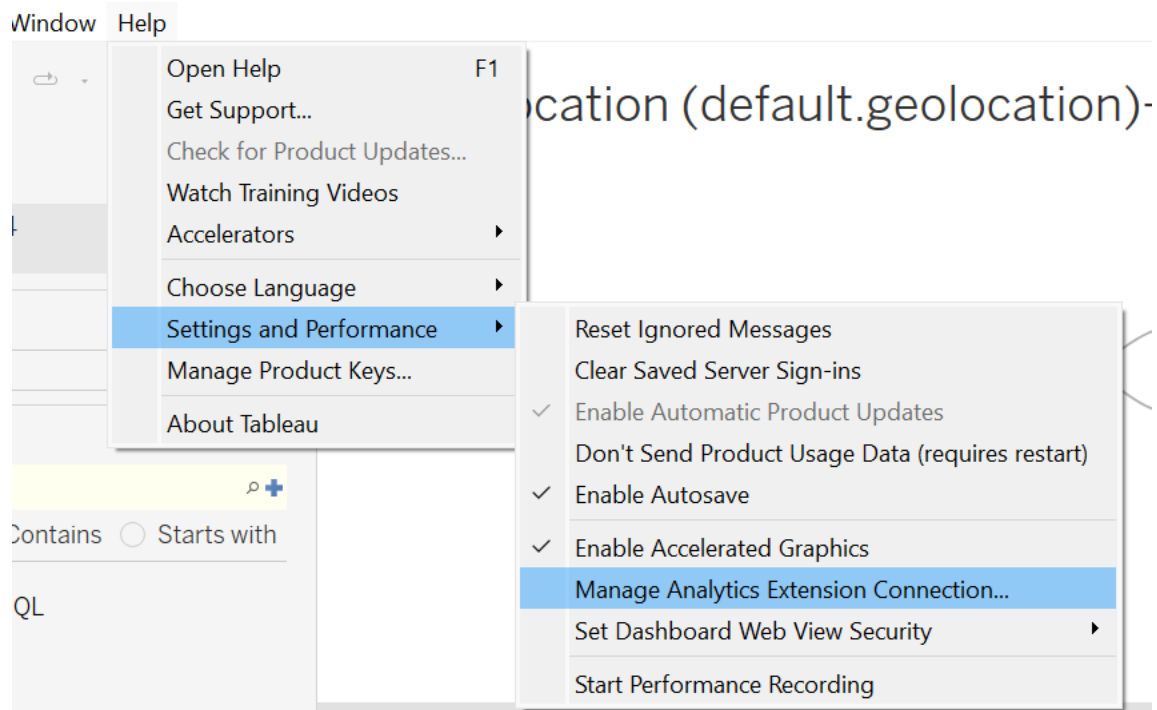 Window Help
Open Help F1
Get Support...
Check for Product Updates...
Watch Training Videos
Accelerators
Choose Language
Settings and Performance
Manage Product Keys...
About Tableau
cation (default.geolocation)
Reset Ignored Messages
Clear Saved Server Sign-ins
Enable Automatic Product Updates
Don't Send Product Usage Data (requires restart)
Enable Autosave
Enable Accelerated Graphics
Manage Analytics Extension Connection...
Set Dashboard Web View Security
Start Performance Recording
Contains Starts with
QL